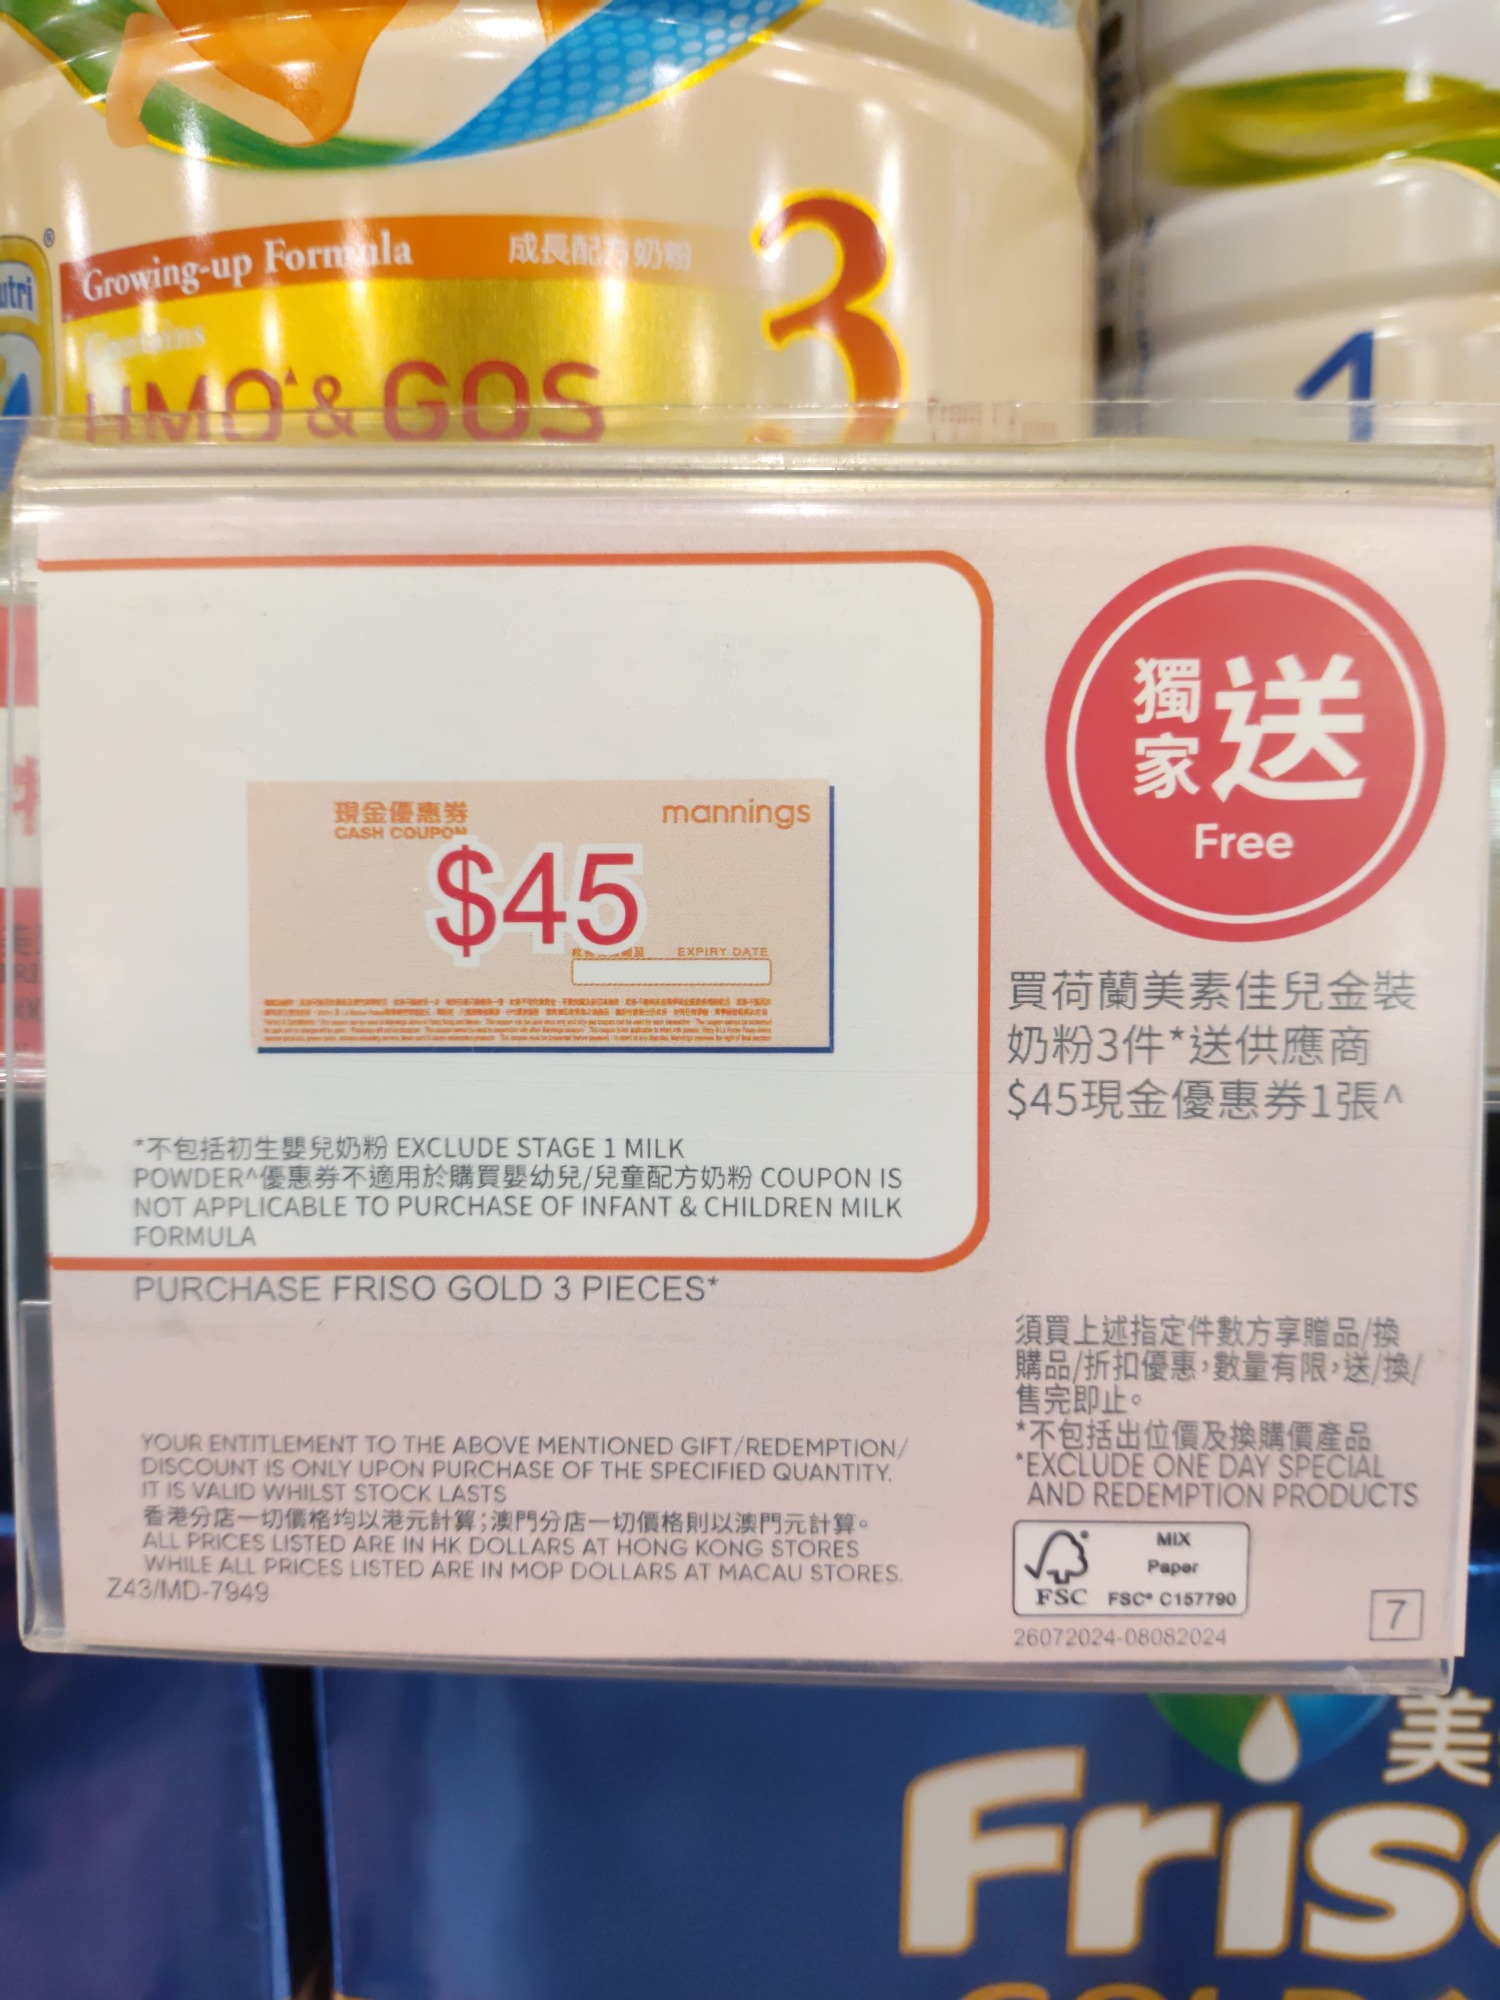 utri
®
Growing-up Formula 成長配方奶粉
Contains
HMO & GOS
3
1
獨家送
Free
現金優惠券
CASH COUPON
mannings
$45
EXPIRY DATE
買荷蘭美素佳兒金裝
奶粉3件*送供應商
$45現金優惠券1張^
*不包括初生嬰兒奶粉 EXCLUDE STAGE 1 MILK
POWDER^優惠券不適用於購買嬰幼兒/兒童配方奶粉 COUPON IS
NOT APPLICABLE TO PURCHASE OF INFANT & CHILDREN MILK
FORMULA
PURCHASE FRISO GOLD 3 PIECES*
須買上述指定件數方享贈品/換
購品/折扣優惠,數量有限,送/換/
售完即止。
*不包括出位價及換購價產品
*EXCLUDE ONE DAY SPECIAL
AND REDEMPTION PRODUCTS
YOUR ENTITLEMENT TO THE ABOVE MENTIONED GIFT/REDEMPTION/
DISCOUNT IS ONLY UPON PURCHASE OF THE SPECIFIED QUANTITY.
IT IS VALID WHILST STOCK LASTS
香港分店一切價格均以港元計算;澳門分店一切價格則以澳門元計算。
ALL PRICES LISTED ARE IN HK DOLLARS AT HONG KONG STORES
WHILE ALL PRICES LISTED ARE IN MOP DOLLARS AT MACAU STORES.
Z43/MD-7949
FSC
MIX
Paper
FSC® C157790
26072024-08082024
7
美
Fris